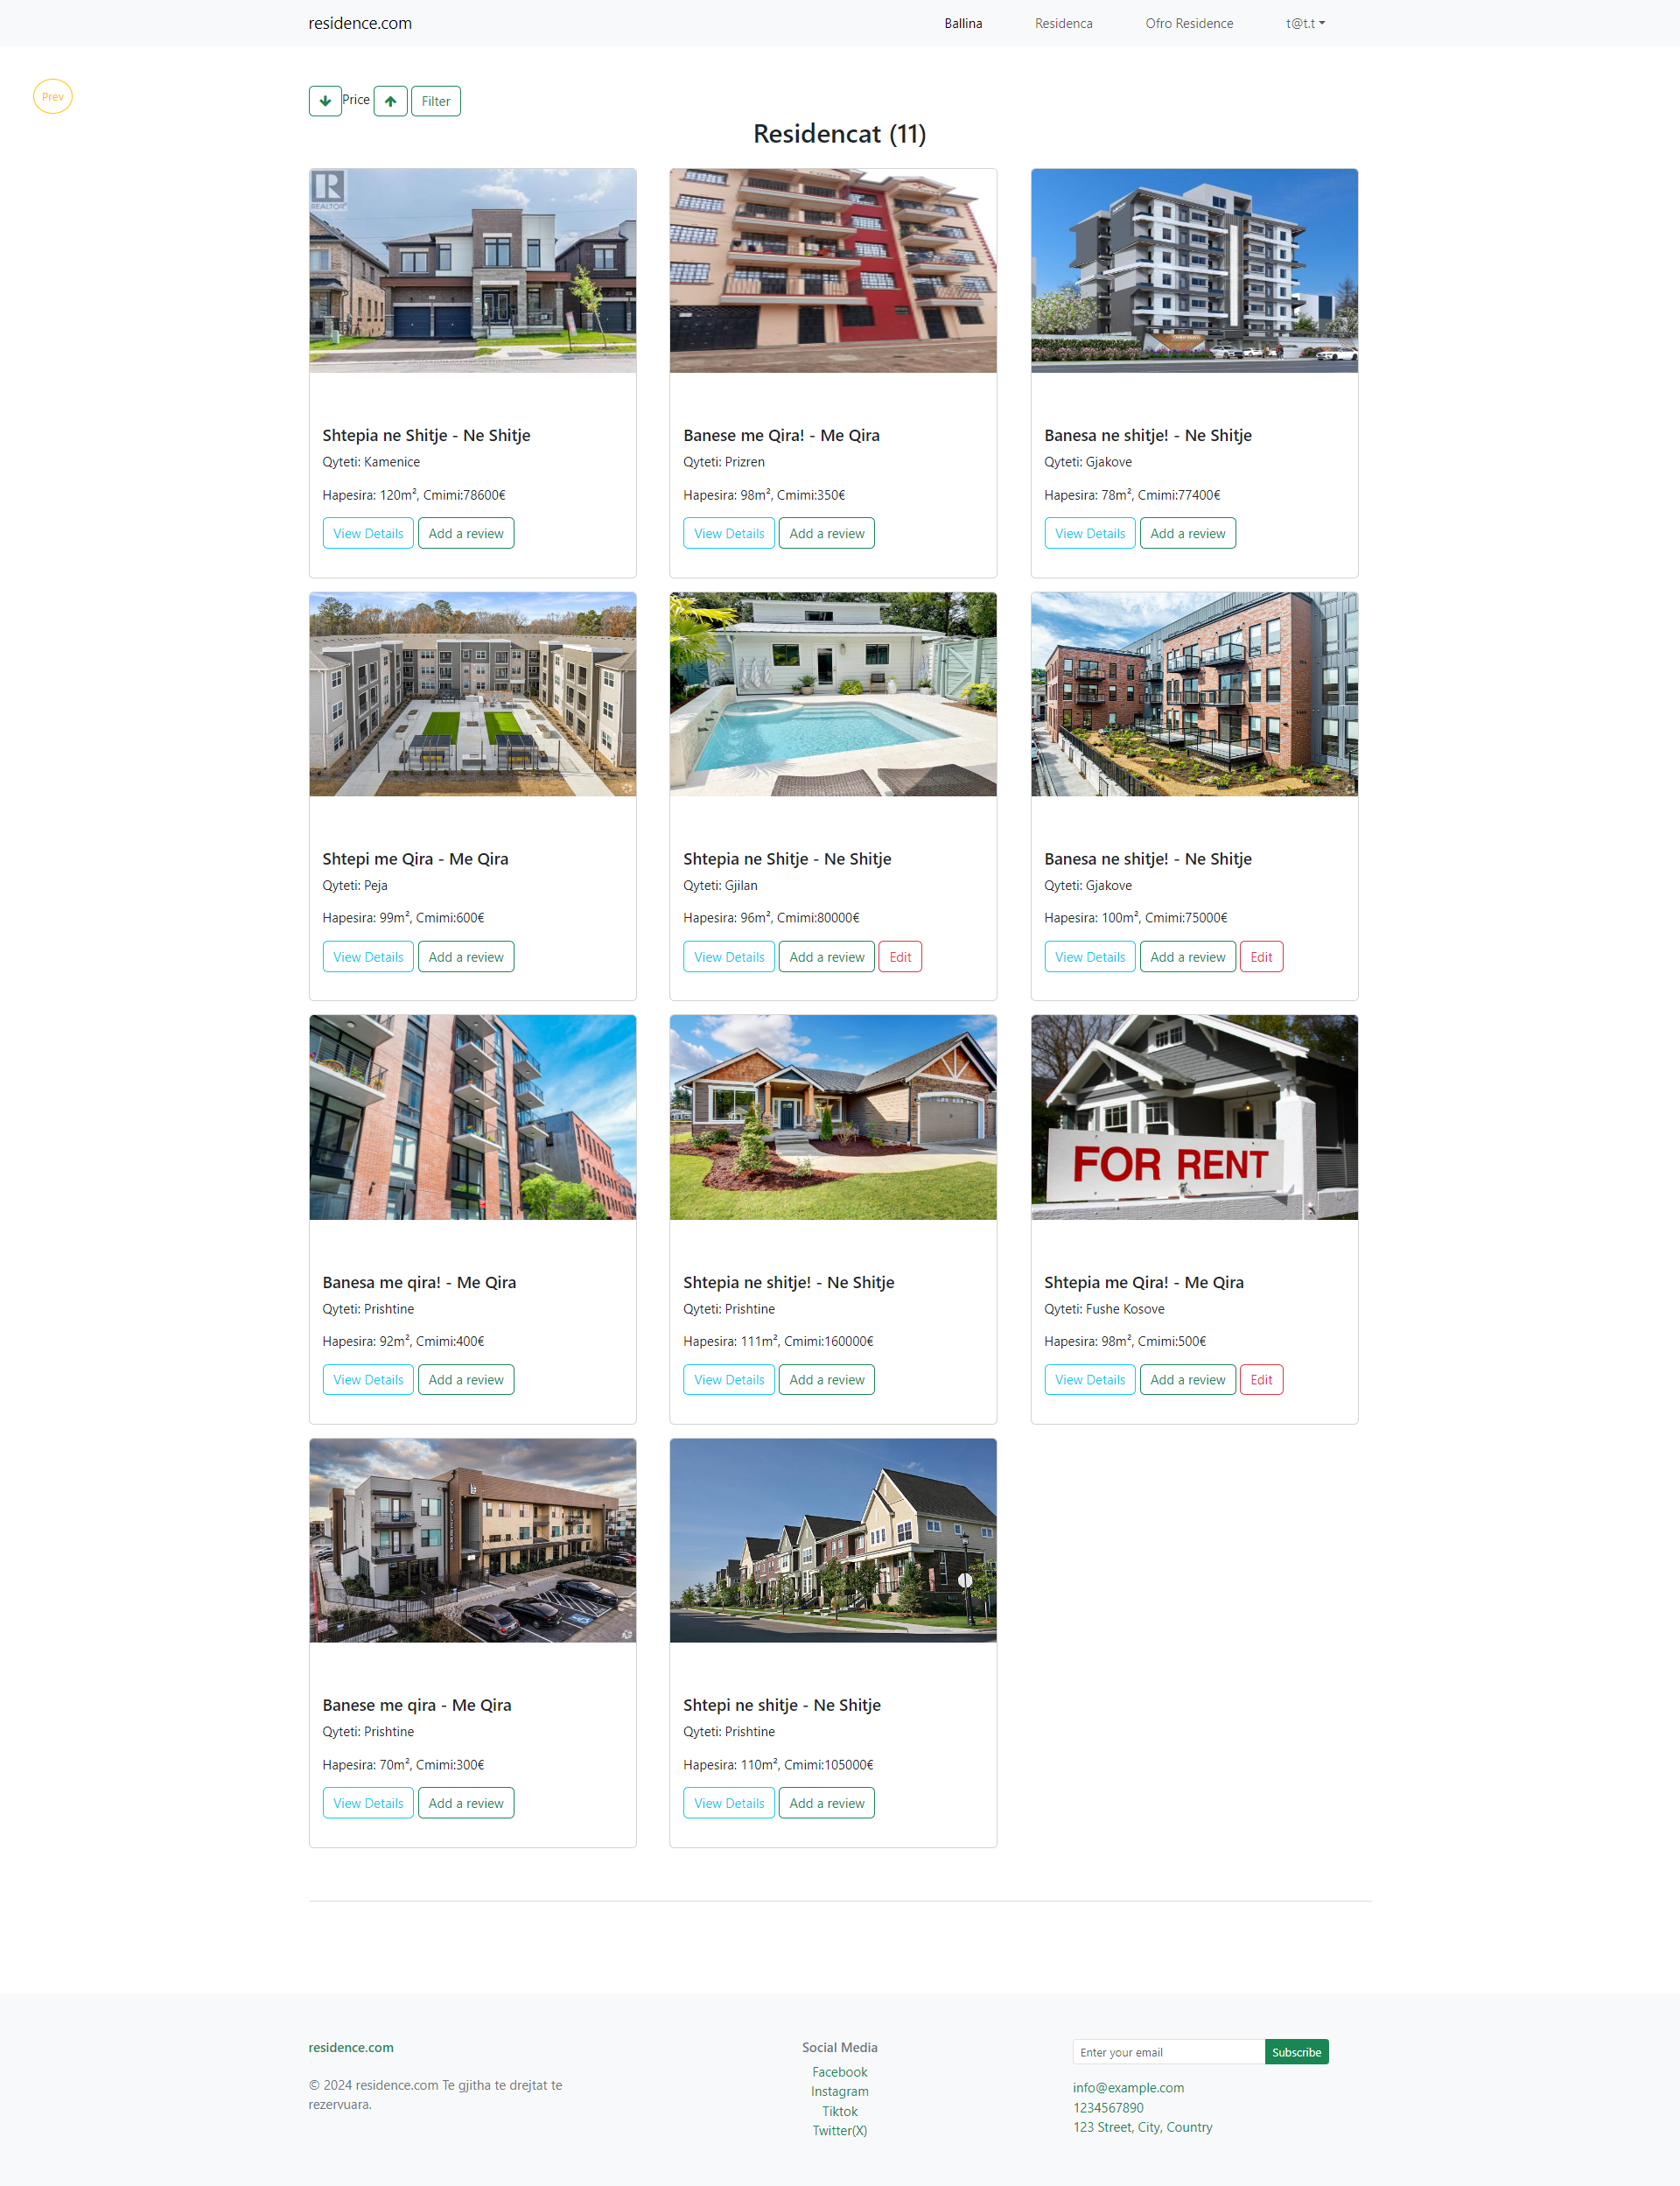 residence.com
Ballina
Residenca
Ofro Residence
t@t.t
Prev
Price
Filter
Residencat (11)
R
REALTOR
Shtepia ne Shitje - Ne Shitje
Qyteti: Kamenice
Hapesira: 120m², Cmimi:78600€
View Details
Add a review
Banese me Qira! - Me Qira
Qyteti: Prizren
Hapesira: 98m², Cmimi:350€
View Details
Add a review
Banesa ne shitje! - Ne Shitje
Qyteti: Gjakove
Hapesira: 78m², Cmimi:77400€
View Details
Add a review
Shtepi me Qira - Me Qira
Qyteti: Peja
Hapesira: 99m², Cmimi:600€
View Details
Add a review
Shtepia ne Shitje - Ne Shitje
Qyteti: Gjilan
Hapesira: 96m², Cmimi:80000€
View Details
Add a review
Edit
Banesa ne shitje! - Ne Shitje
Qyteti: Gjakove
Hapesira: 100m², Cmimi:75000€
View Details
Add a review
Edit
Banesa me qira! - Me Qira
Qyteti: Prishtine
Hapesira: 92m², Cmimi:400€
View Details
Add a review
Shtepia ne shitje! - Ne Shitje
Qyteti: Prishtine
Hapesira: 111m², Cmimi:160000€
View Details
Add a review
FOR RENT
Shtepia me Qira! - Me Qira
Qyteti: Fushe Kosove
Hapesira: 98m², Cmimi:500€
View Details
Add a review
Edit
Banese me qira - Me Qira
Qyteti: Prishtine
Hapesira: 70m², Cmimi:300€
View Details
Add a review
Shtepi ne shitje - Ne Shitje
Qyteti: Prishtine
Hapesira: 110m², Cmimi:105000€
View Details
Add a review
residence.com
© 2024 residence.com Te gjitha te drejtat te
rezervuara.
Social Media
Facebook
Instagram
Tiktok
Twitter(X)
Enter your email
Subscribe
info@example.com
1234567890
123 Street, City, Country